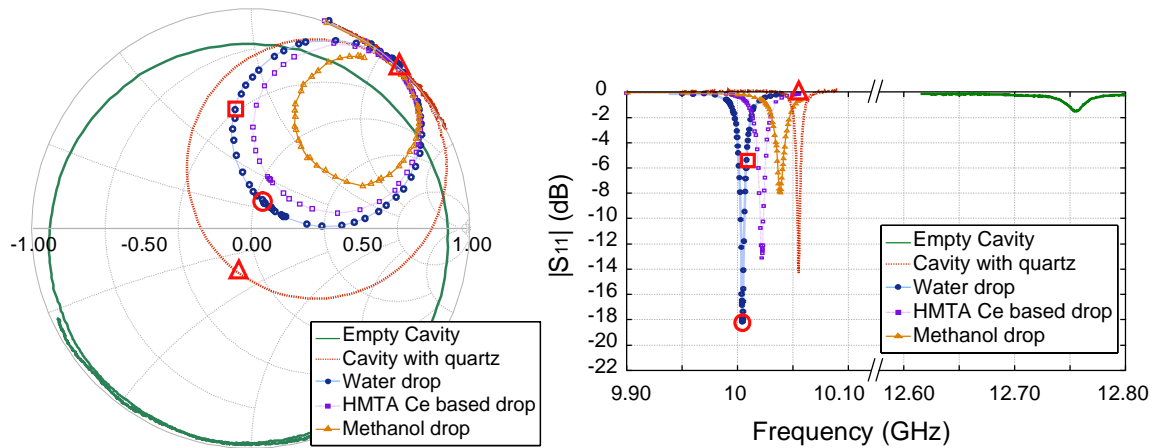 -1.00 -0.50 0.00 0.50 1.00
Empty Cavity
Cavity with quartz
Water drop
HMTA Ce based drop
Methanol drop
|S11| (dB)
0
-2
-4
-6
-8
-10
-12
-14
-16
-18
-20
-22
Empty Cavity
Cavity with quartz
Water drop
HMTA Ce based drop
Methanol drop
9.90 10 10.10 12.60 12.70 12.80
Frequency (GHz)